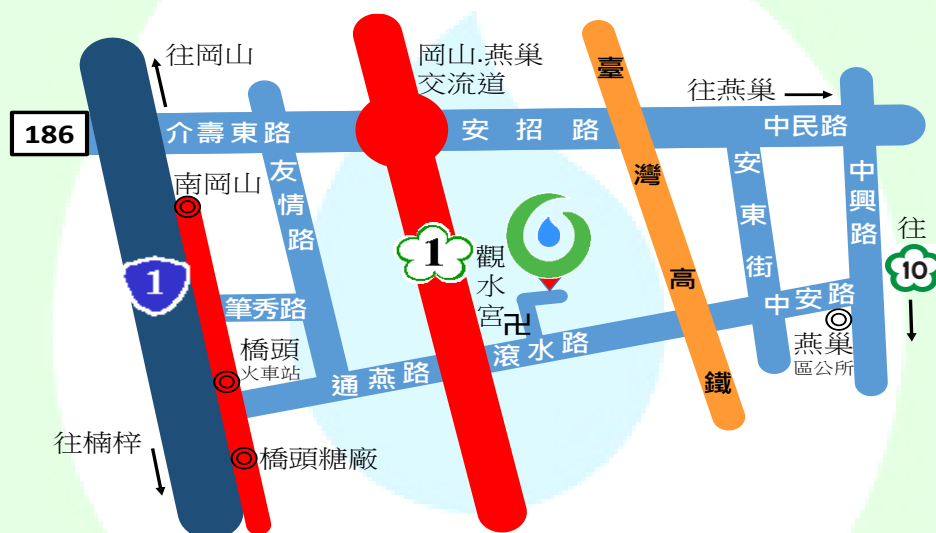 往岡山
岡山.燕巢
交流道
臺灣高鐵
往燕巢
186
介壽東路
安招路
中民路
南岡山
友情路
安東街
中興路
往
10
1
1
觀水宮
卍
筆秀路
中安路
燕巢
區公所
橋頭
火車站
通燕路
滾水路
往楠梓
橋頭糖廠